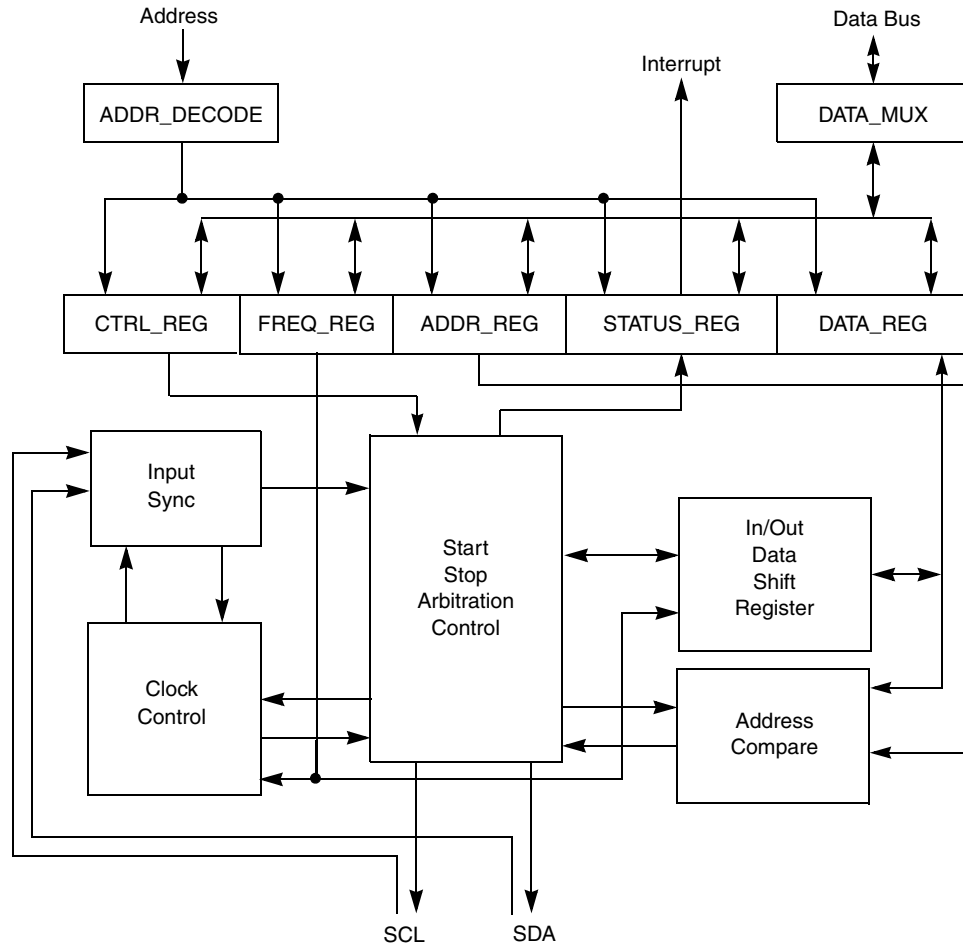 Address
Data Bus
Interrupt
ADDR_DECODE
DATA_MUX
CTRL_REG
FREQ_REG
ADDR_REG
STATUS_REG
DATA_REG
Input
Sync
Start
Stop
Arbitration
Control
In/Out
Data
Shift
Register
Clock
Control
Address
Compare
SCL
SDA